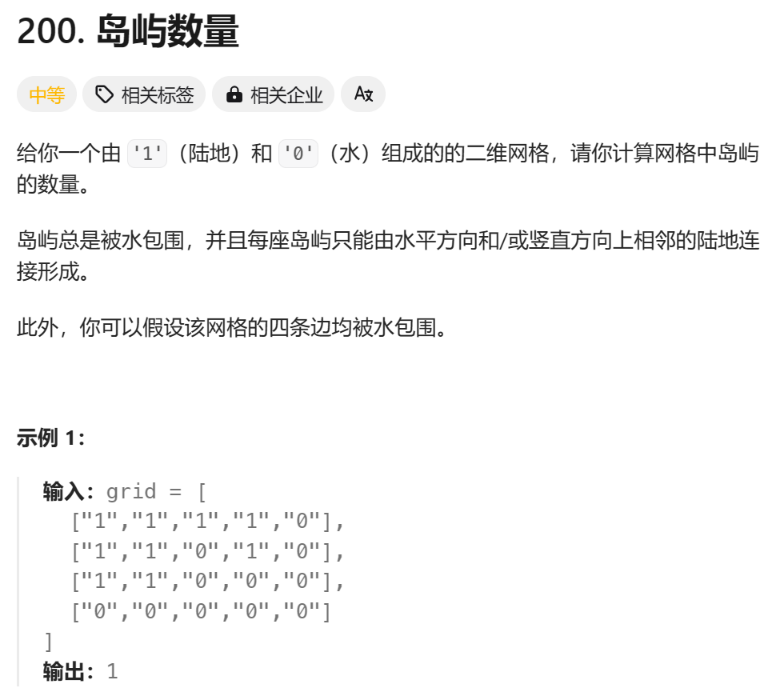 200. 岛屿数量
中等 相关标签 相关企业 A文
给你一个由 '1'（陆地）和 '0'（水）组成的的二维网格，请你计算网格中岛屿
的数量。
岛屿总是被水包围，并且每座岛屿只能由水平方向和/或竖直方向上相邻的陆地连
接形成。
此外，你可以假设该网格的四条边均被水包围。
示例 1：
输入：grid = [
["1","1","1","1","0"],
["1","1","0","1","0"],
["1","1","0","0","0"],
["0","0","0","0","0"]
]
输出：1